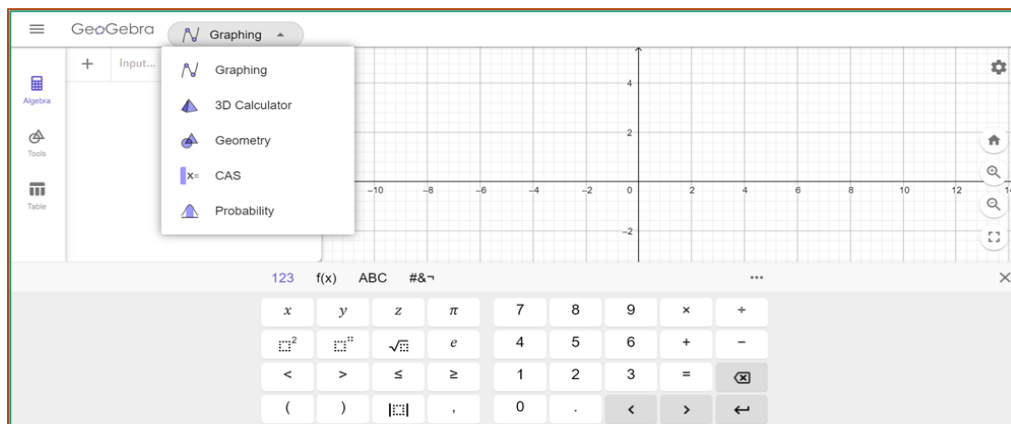 GeoGebra
Graphing
Input...
Algebra
Tools
Table
Graphing
3D Calculator
Geometry
CAS
Probability
4
2
-10 -8 -6 -4 -2 0 2 4 6 8 10 12
-2
123 f(x) ABC #&¬ ...
x y z π 7 8 9 × ÷
2 √ e 4 5 6 + −
< > ≤ ≥ 1 2 3 =
( ) | | , 0 . < >